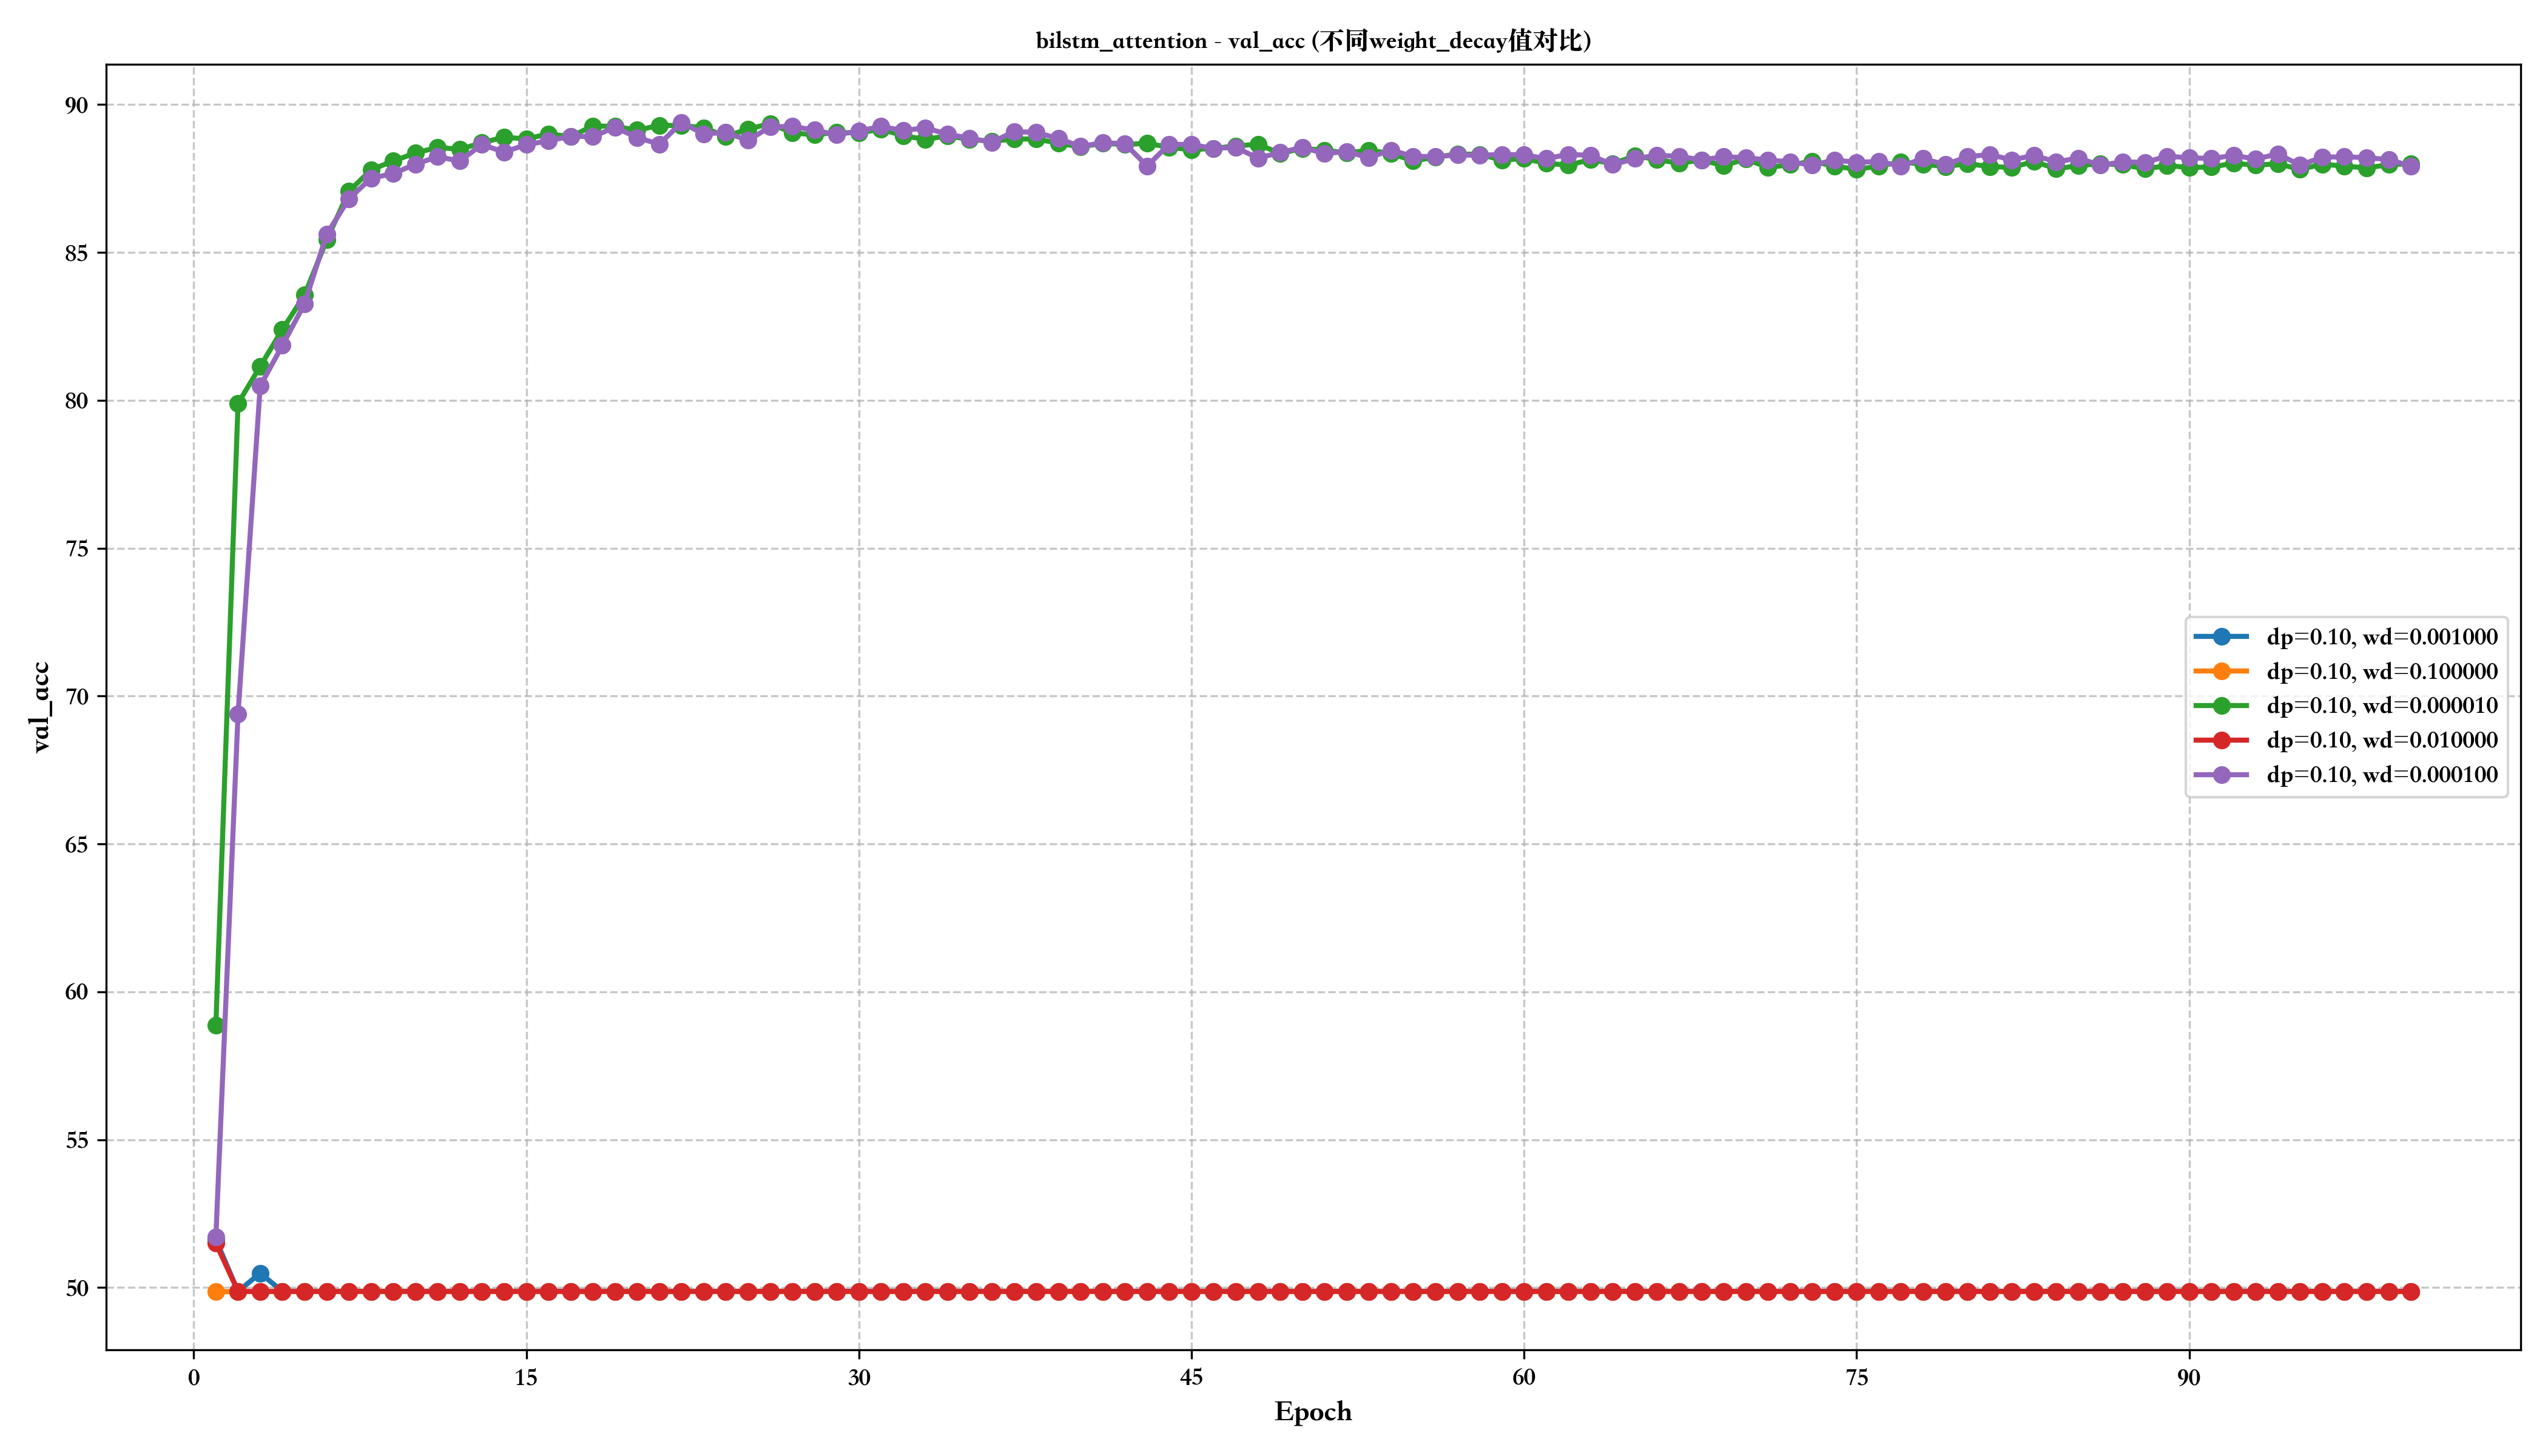 bilstm_attention - val_acc (不同weight_decay值对比)
90
85
80
75
70
65
60
55
50
val_acc
dp=0.10, wd=0.001000
dp=0.10, wd=0.100000
dp=0.10, wd=0.000010
dp=0.10, wd=0.010000
dp=0.10, wd=0.000100
0 15 30 45 60 75 90
Epoch